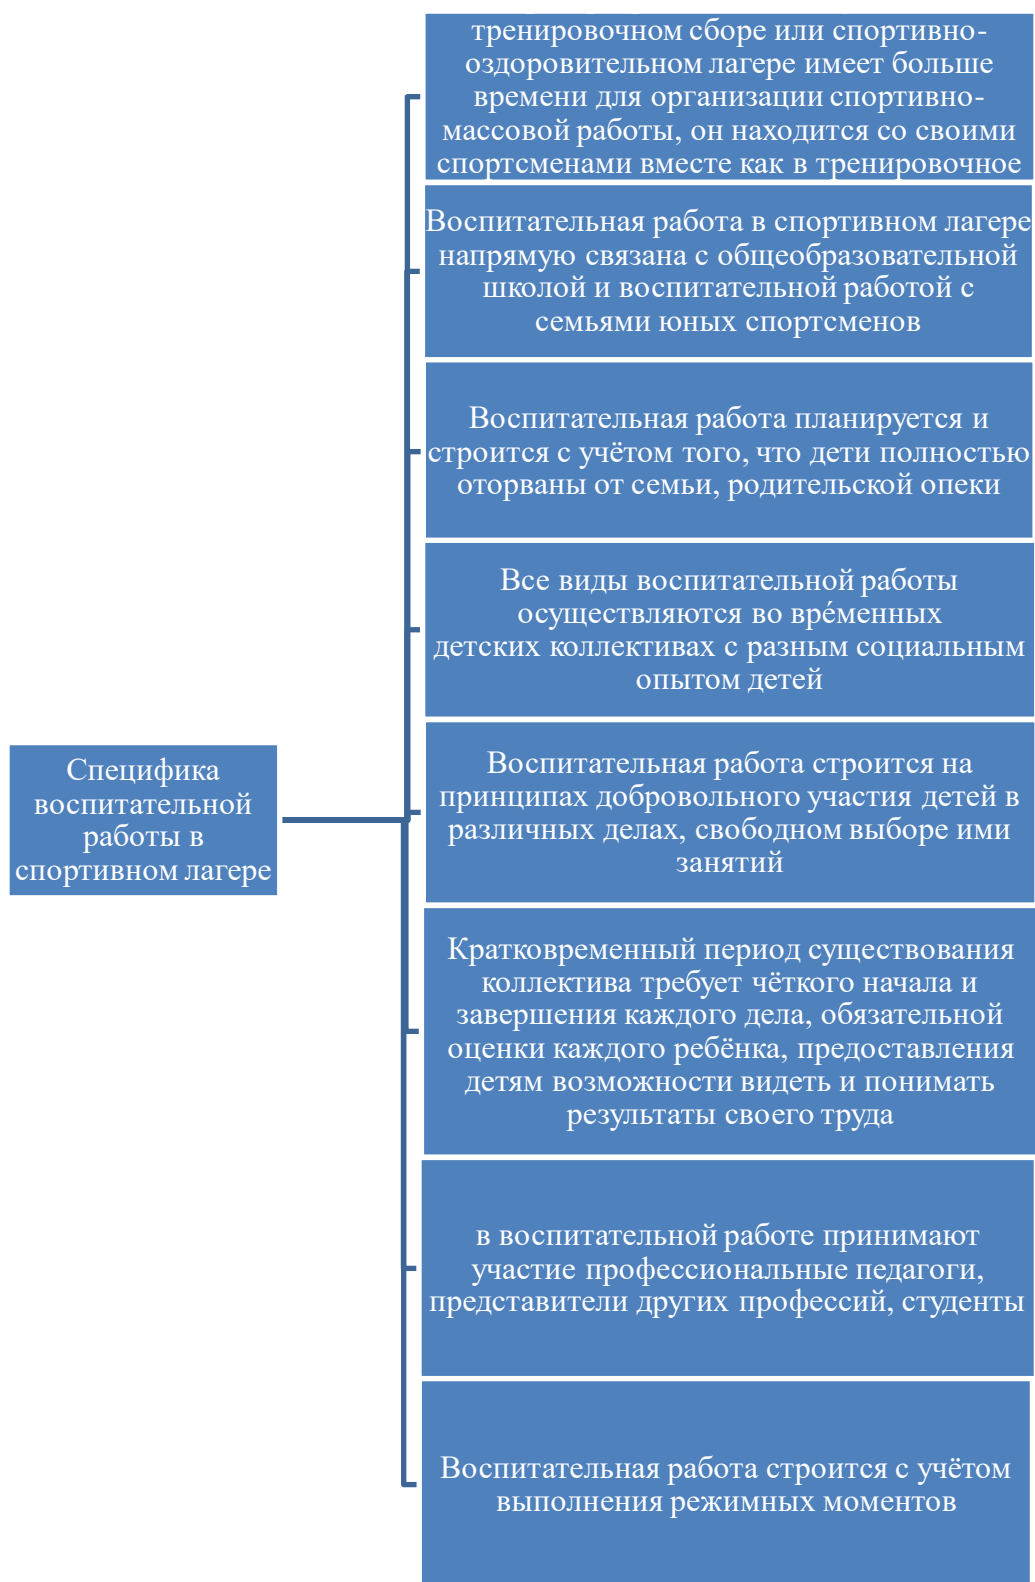 тренировочном сборе или спортивно-
оздоровительном лагере имеет больше
времени для организации спортивно-
массовой работы, он находится со своими
спортсменами вместе как в тренировочное
Воспитательная работа в спортивном лагере
напрямую связана с общеобразовательной
школой и воспитательной работой с
семьями юных спортсменов
Воспитательная работа планируется и
строится с учётом того, что дети полностью
оторваны от семьи, родительской опеки
Все виды воспитательной работы
осуществляются во вре́менных
детских коллективах с разным социальным
опытом детей
Специфика
воспитательной
работы в
спортивном лагере
Воспитательная работа строится на
принципах добровольного участия детей в
различных делах, свободном выборе ими
занятий
Кратковременный период существования
коллектива требует чёткого начала и
завершения каждого дела, обязательной
оценки каждого ребёнка, предоставления
детям возможности видеть и понимать
результаты своего труда
в воспитательной работе принимают
участие профессиональные педагоги,
представители других профессий, студенты
Воспитательная работа строится с учётом
выполнения режимных моментов